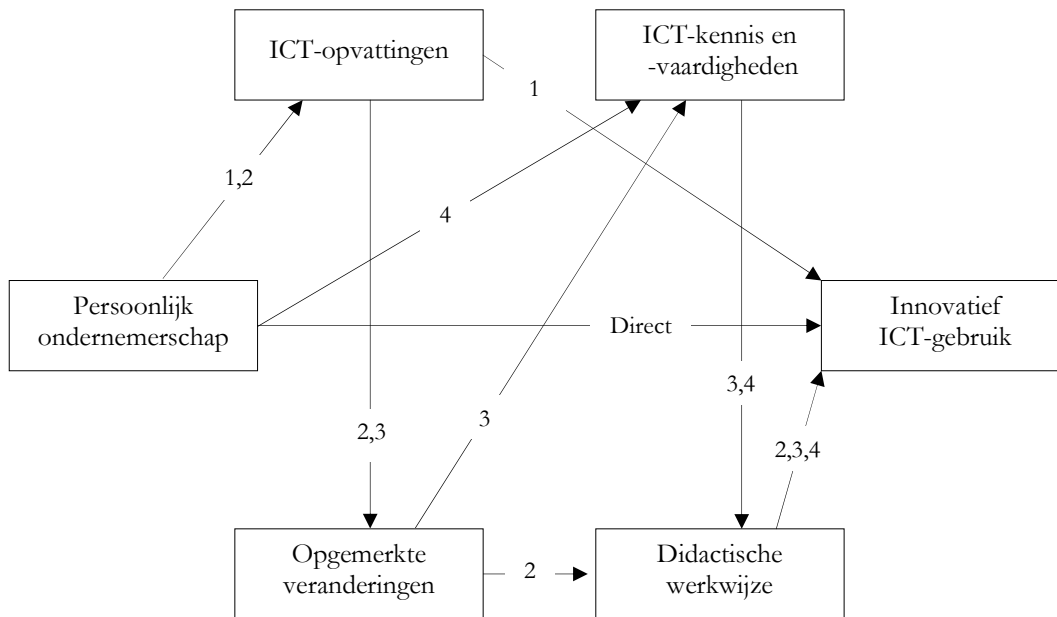 ICT-opvattingen
ICT-kennis en
-vaardigheden
1
1,2
4
Persoonlijk
ondernemerschap
Direct
Innovatief
ICT-gebruik
2,3
3
3,4
2,3,4
Opgemerkte
veranderingen
2
Didactische
werkwijze